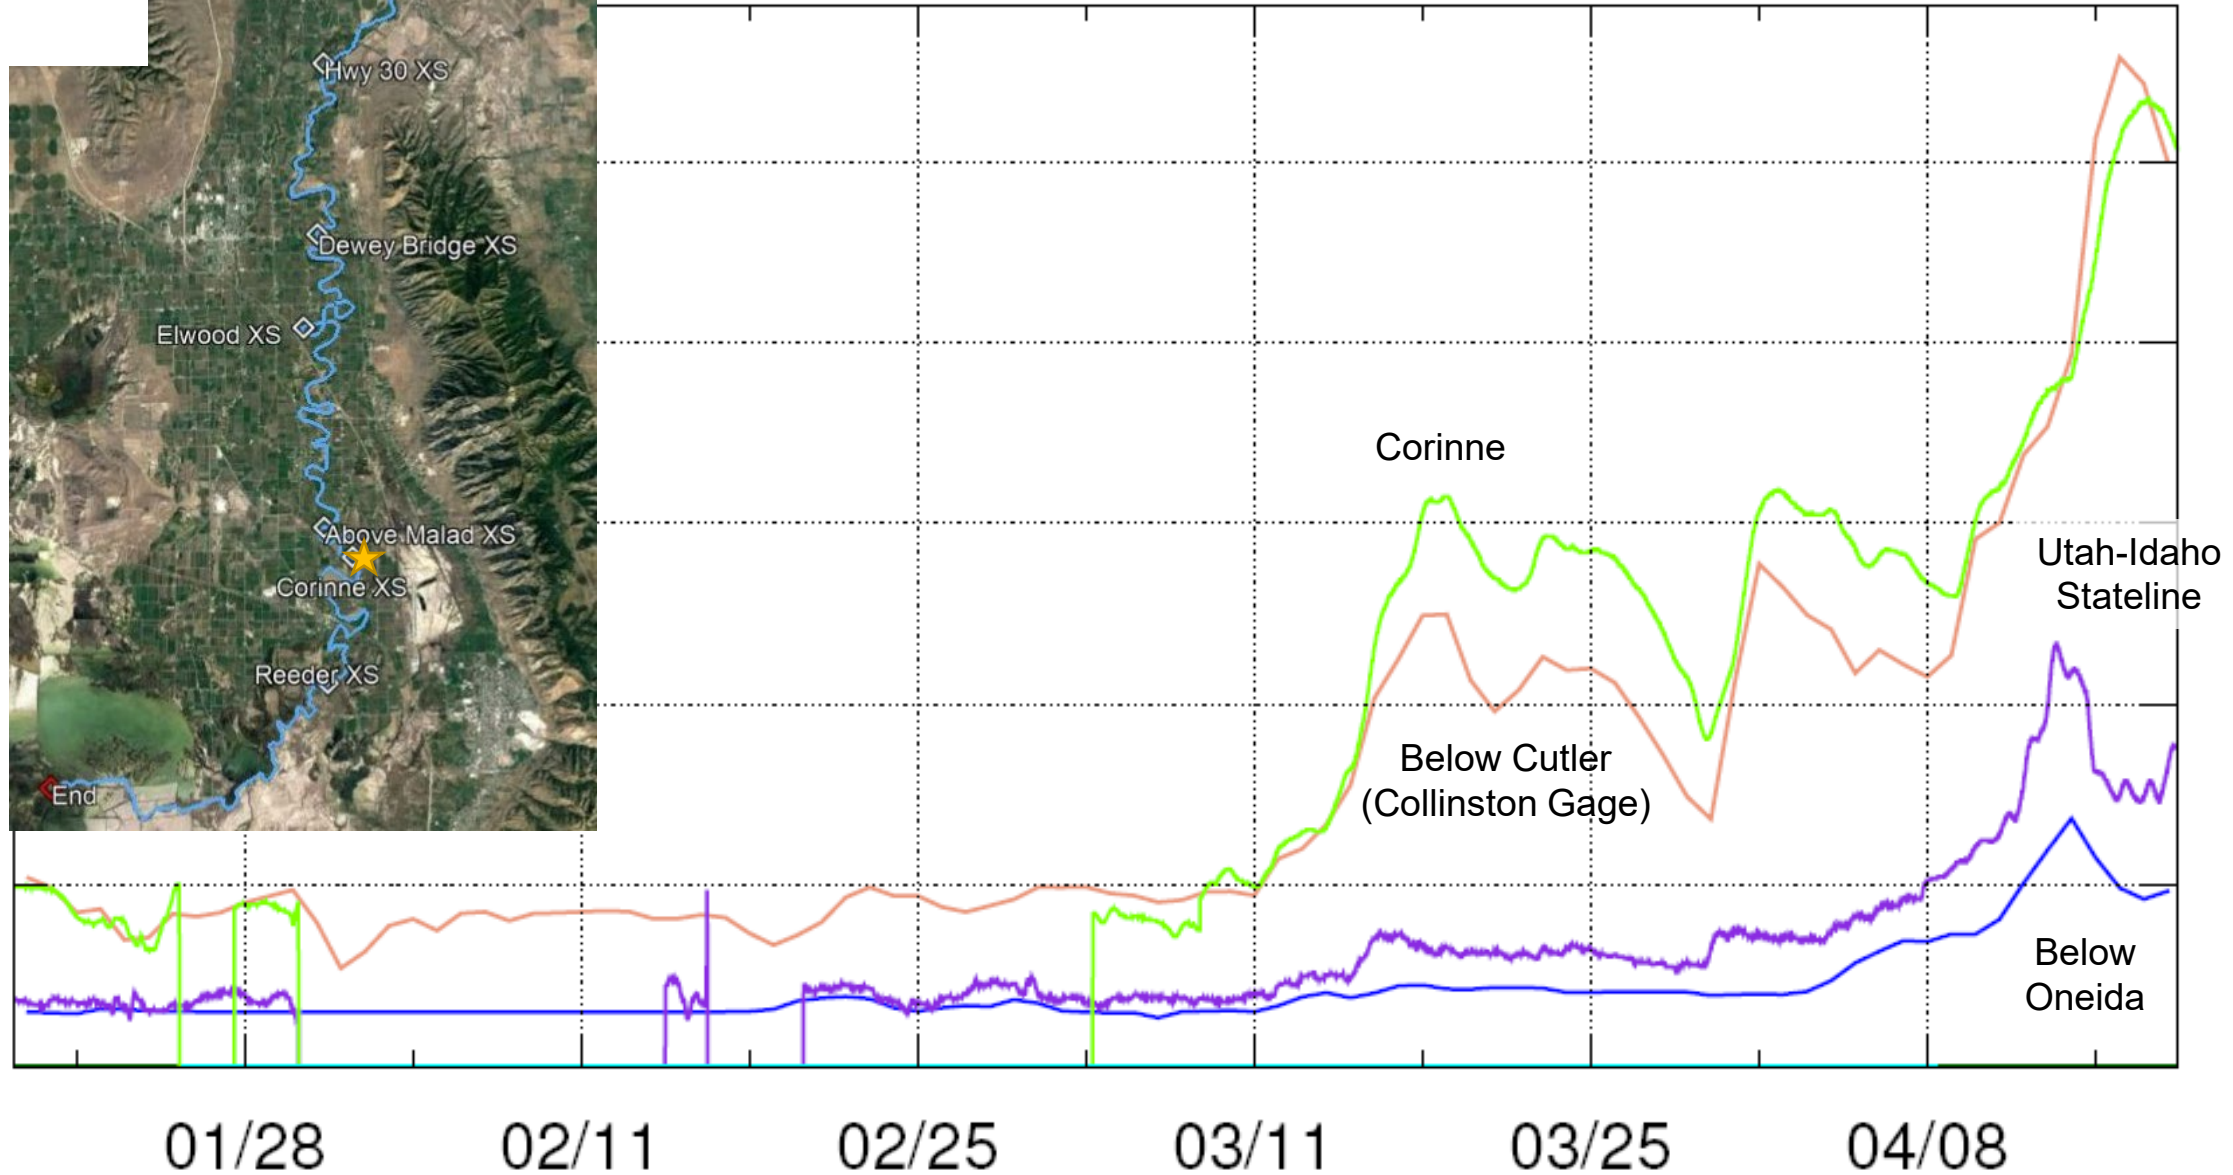 Hwy 30 XS
Dewey Bridge XS
Elwood XS
Above Malad XS
Corinne XS
Reeder XS
End
Corinne
Below Cutler
(Collinston Gage)
Utah-Idaho
Stateline
Below
Oneida
01/28
02/11
02/25
03/11
03/25
04/08